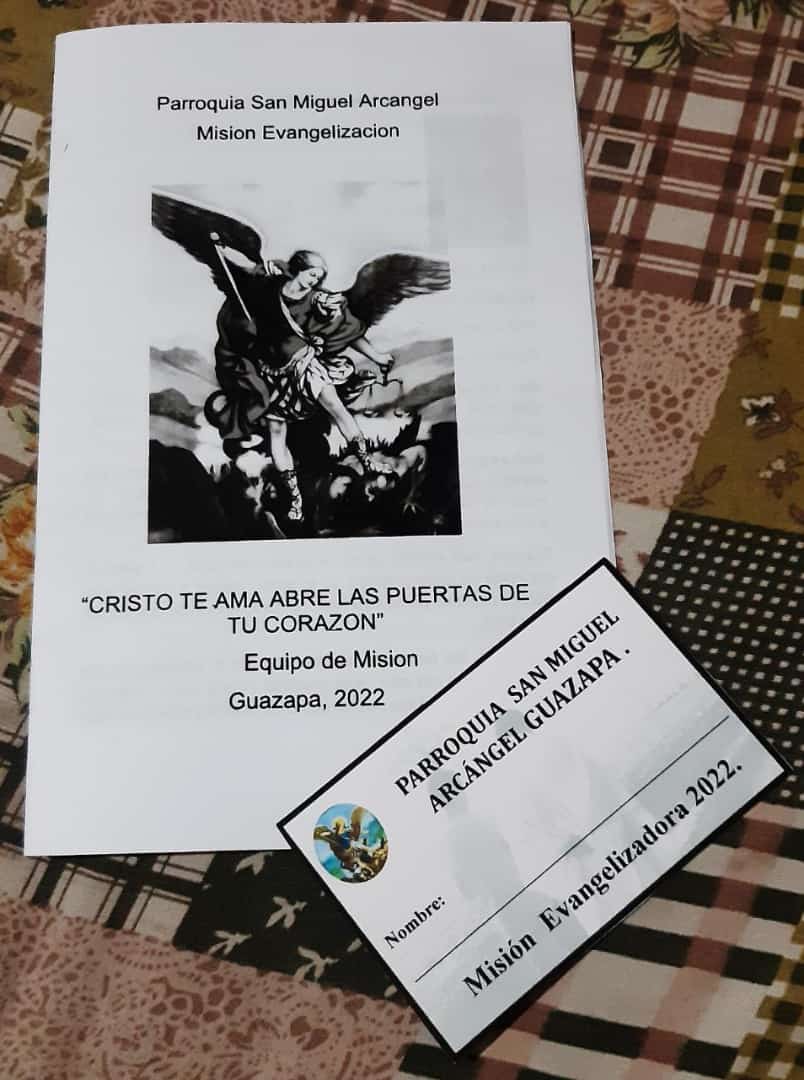 Parroquia San Miguel Arcangel
Mision Evangelizacion
“CRISTO TE AMA ABRE LAS PUERTAS DE
TU CORAZON”
Equipo de Mision
Guazapa, 2022
PARROQUIA SAN MIGUEL
ARCÁNGEL GUAZAPA .
Nombre:
Misión Evangelizadora 2022.